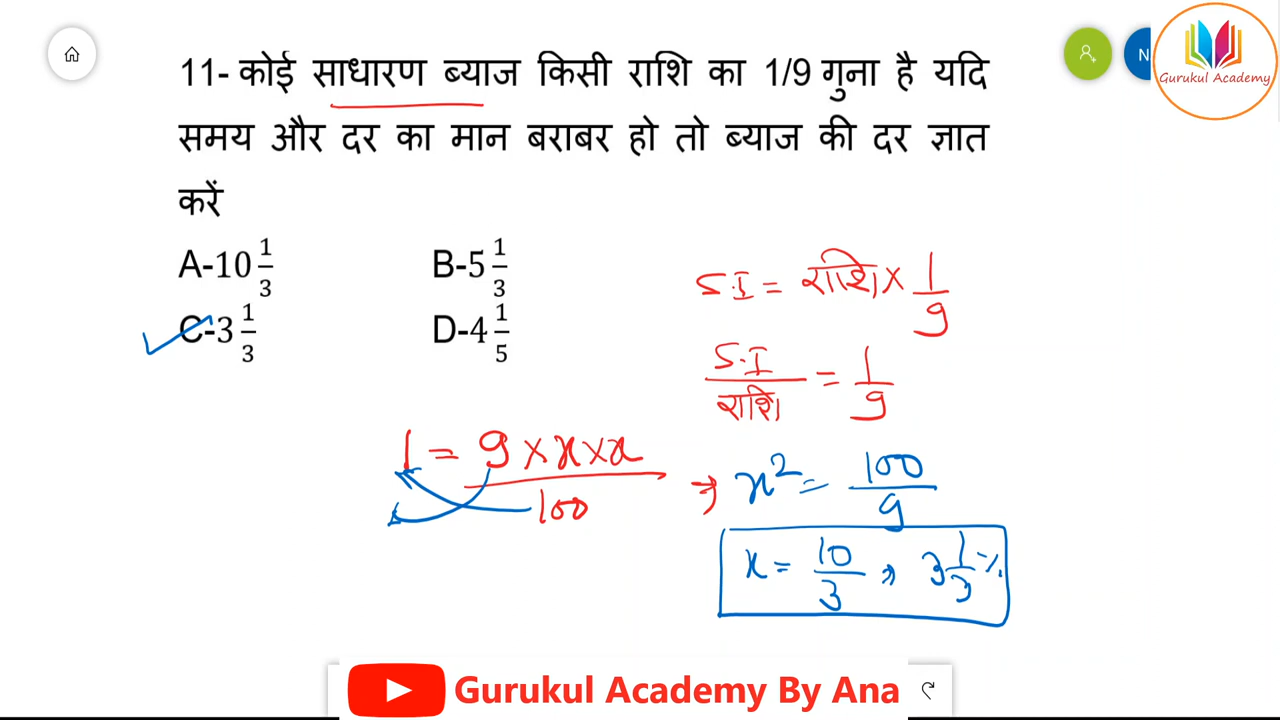 11- कोई साधारण ब्याज किसी राशि का 1/9 गुना है यदि
समय और दर का मान बराबर हो तो ब्याज की दर ज्ञात
करें
A-10 1/3 B-5 1/3
C-3 1/3 D-4 1/5
S.I = राशि × 1/9
S.I/राशि = 1/9
1 = 9 × x × x/100
⇒ x² = 100/9
x = 10/3 ⇒ 3 1/3 %
N
Gurukul Academy
Gurukul Academy By Ana